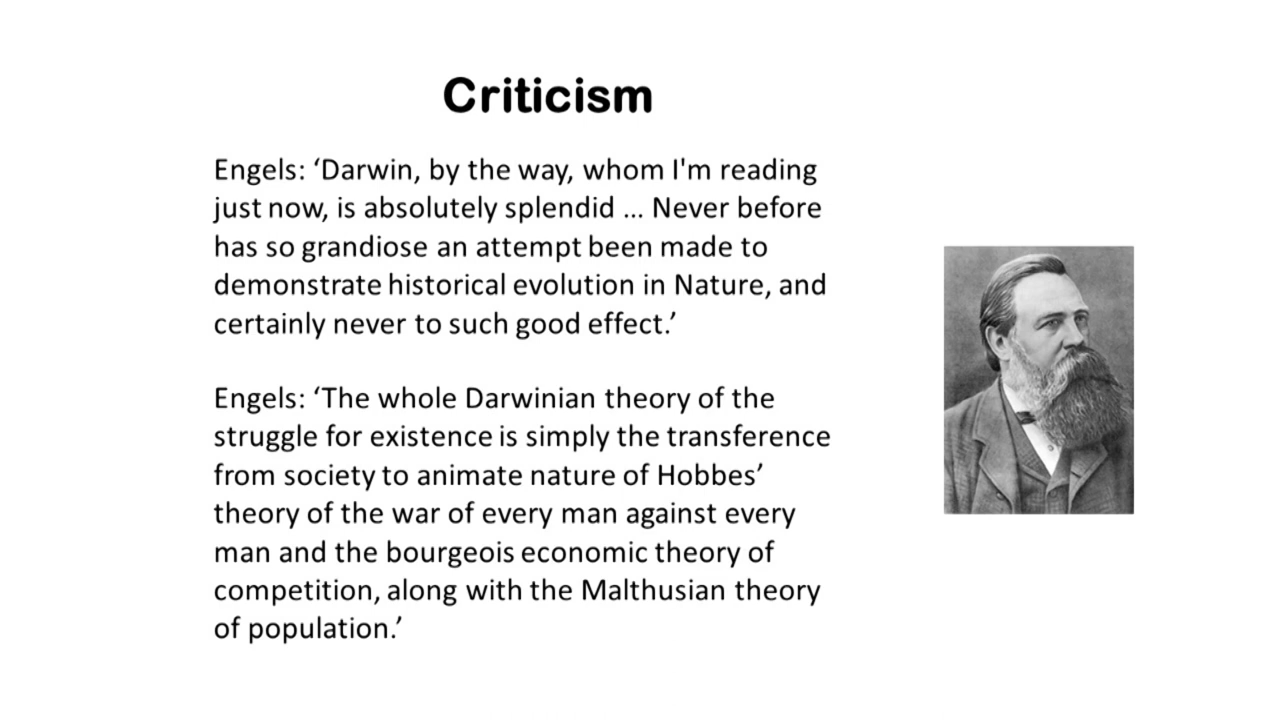 Criticism
Engels: ‘Darwin, by the way, whom I'm reading
just now, is absolutely splendid ... Never before
has so grandiose an attempt been made to
demonstrate historical evolution in Nature, and
certainly never to such good effect.’
Engels: ‘The whole Darwinian theory of the
struggle for existence is simply the transference
from society to animate nature of Hobbes’
theory of the war of every man against every
man and the bourgeois economic theory of
competition, along with the Malthusian theory
of population.’